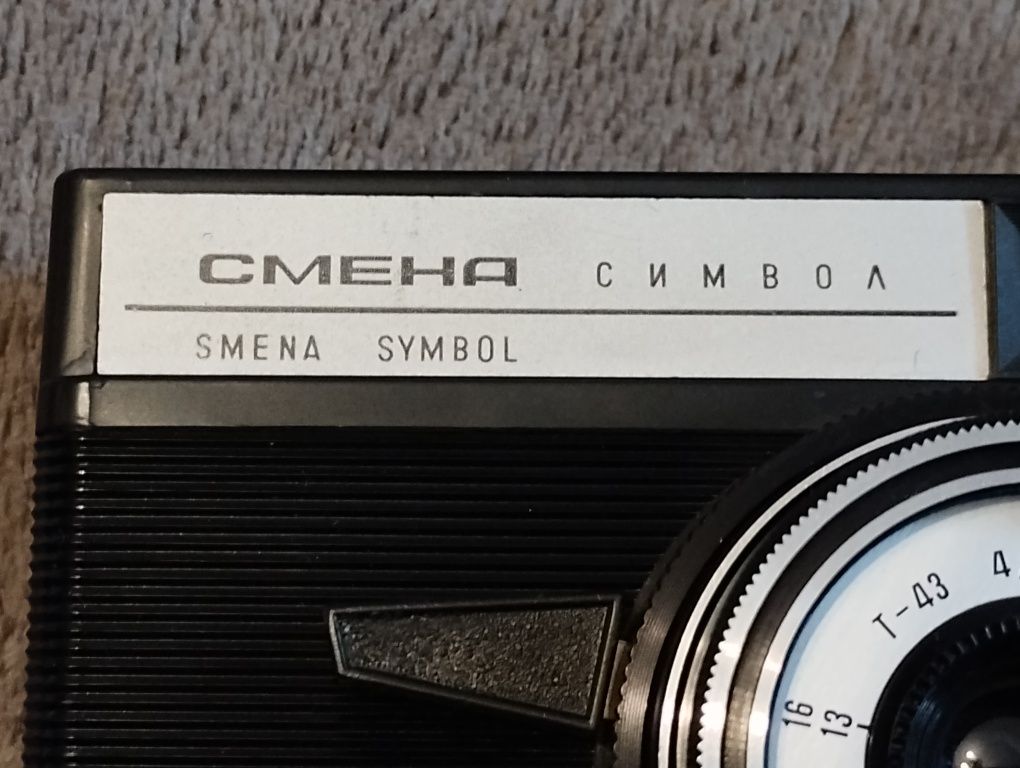 СМЕНА СИМВОЛ
SMENA SYMBOL
Т-43 4
16 13